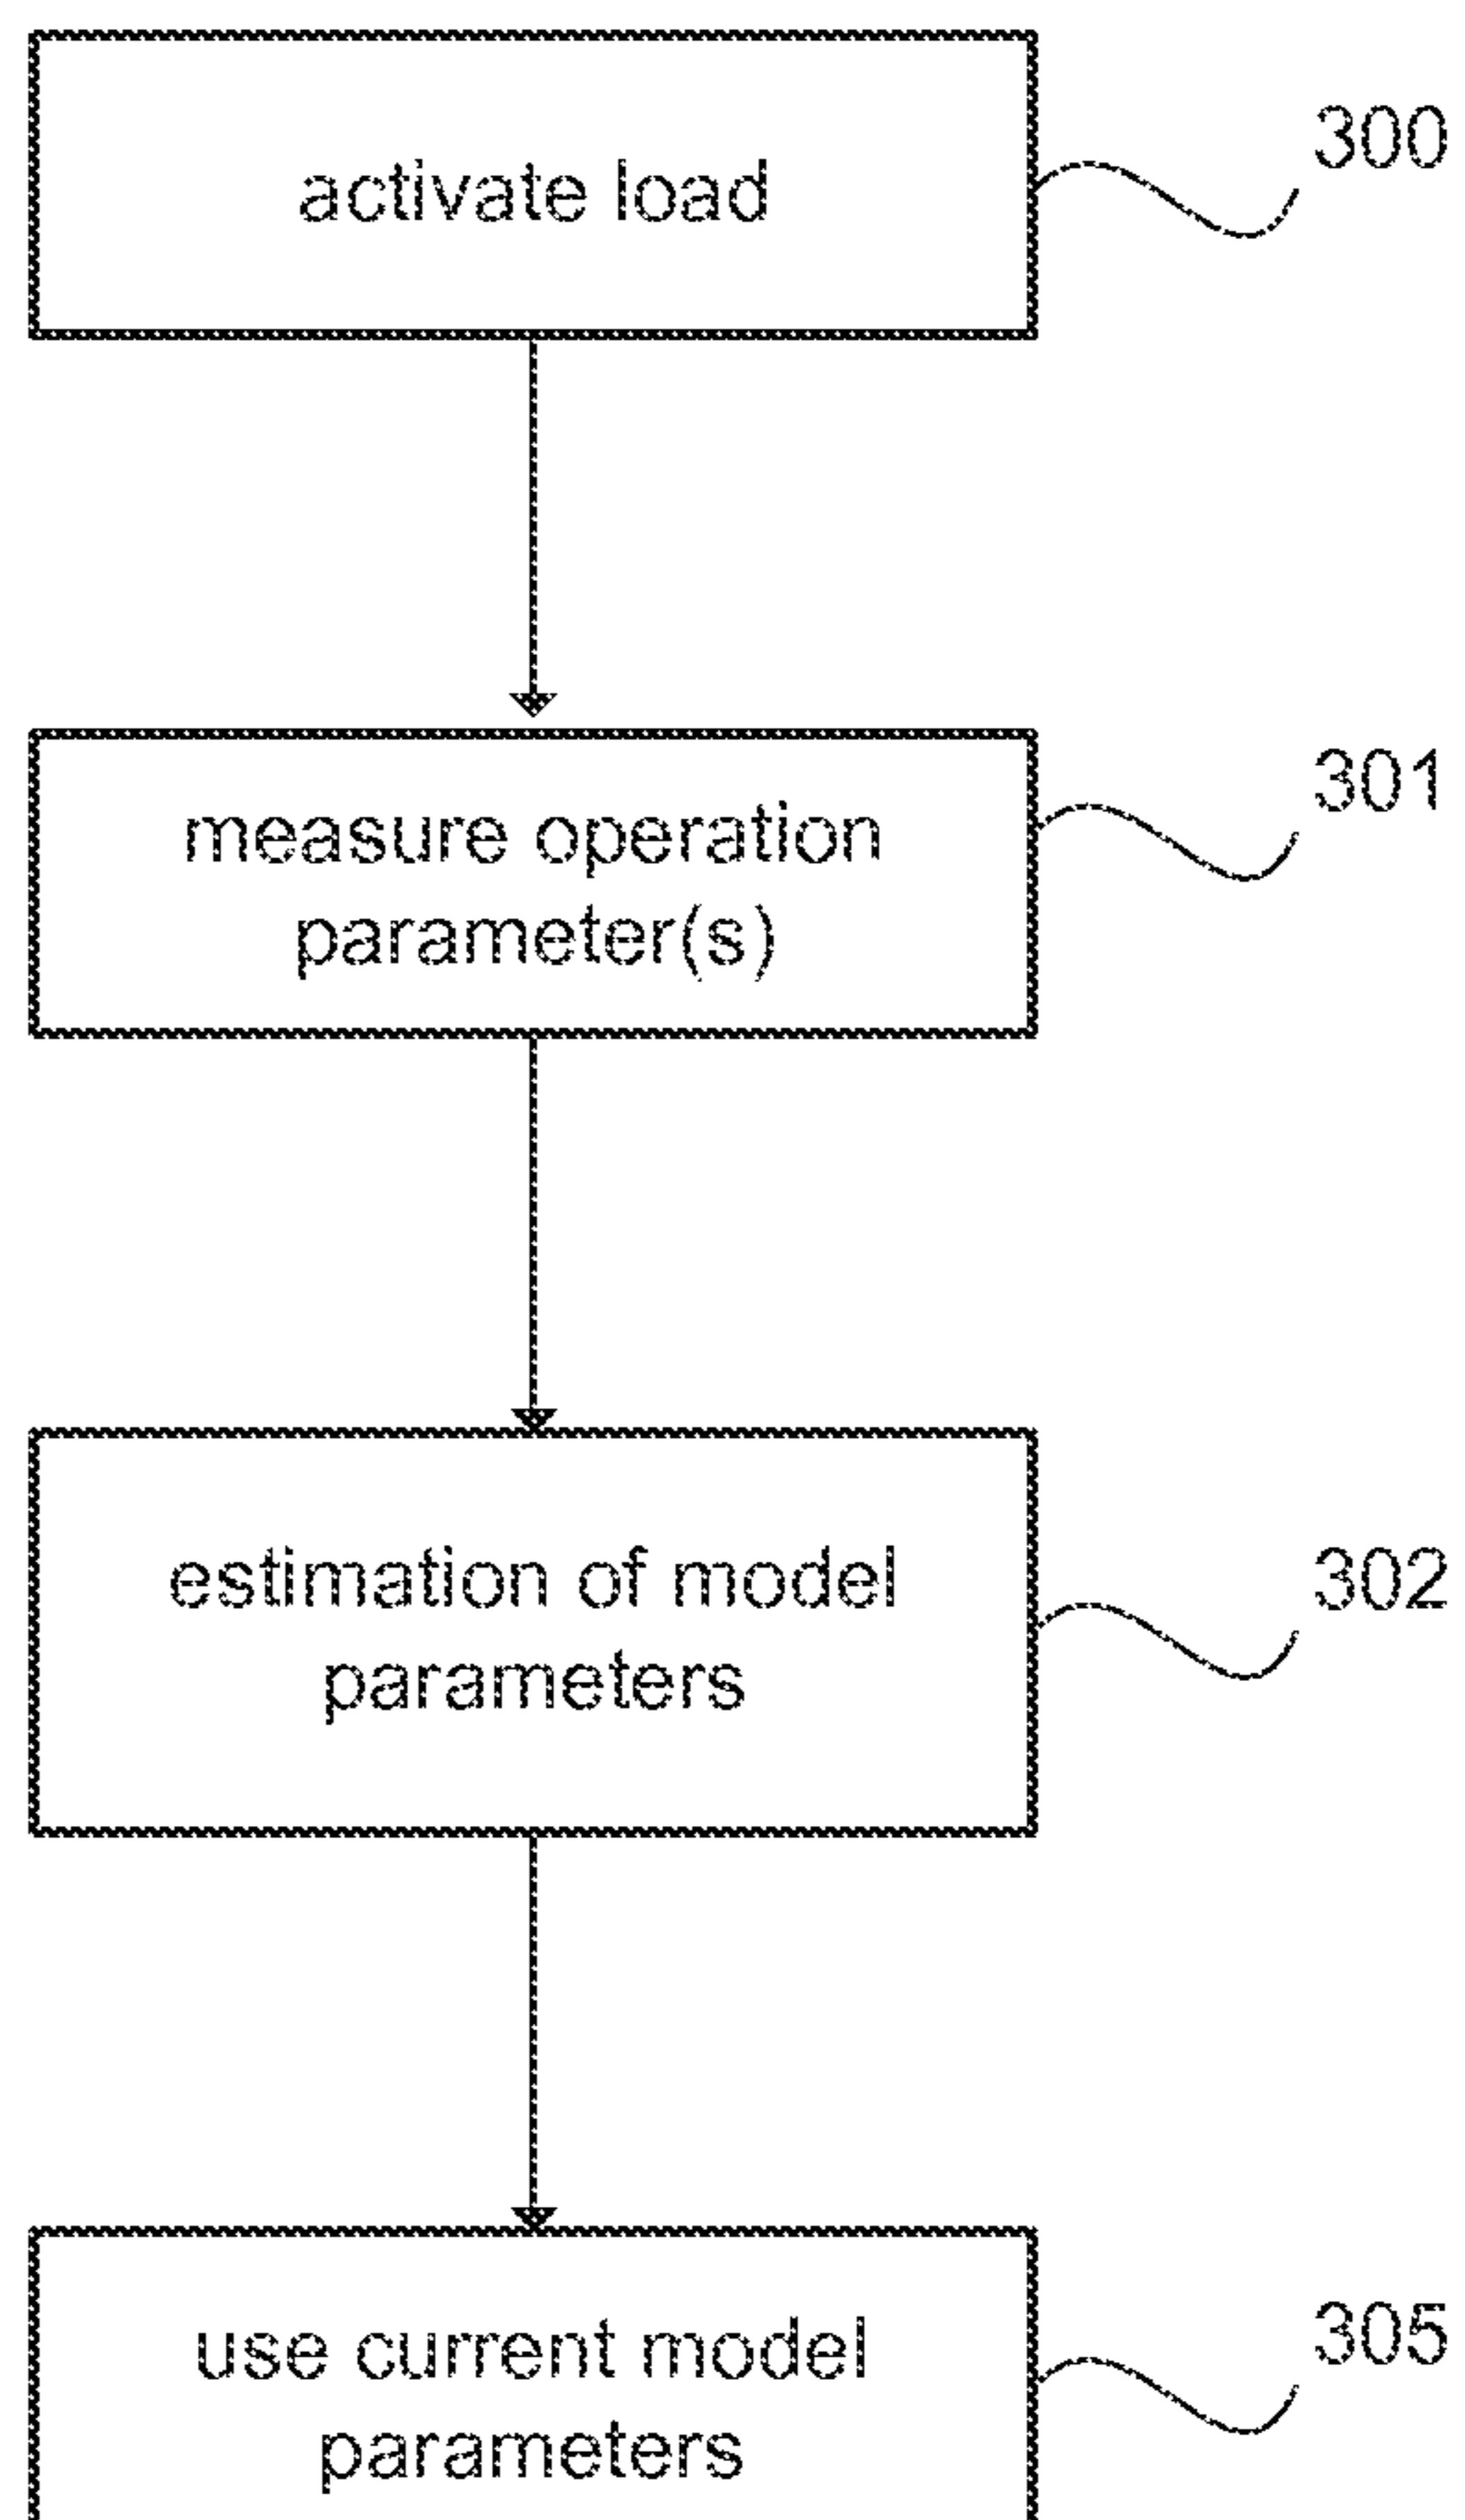 activate load
300
measure operation
parameter(s)
301
estimation of model
parameters
302
use current model
parameters
305